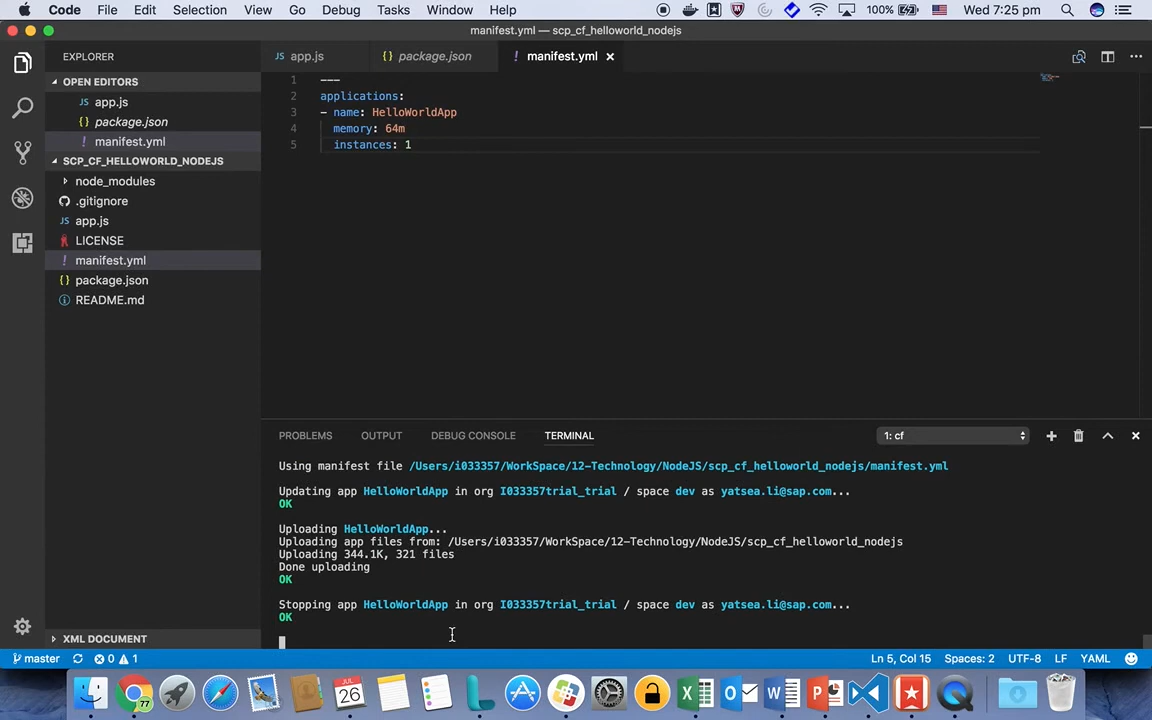 Code File Edit Selection View Go Debug Tasks Window Help 100% Wed 7:25 pm
manifest.yml — scp_cf_helloworld_nodejs
EXPLORER
JS app.js
{} package.json
! manifest.yml
OPEN EDITORS
JS app.js
{} package.json
! manifest.yml
SCP_CF_HELLOWORLD_NODEJS
node_modules
.gitignore
JS app.js
LICENSE
! manifest.yml
{} package.json
README.md
XML DOCUMENT
1 ---
2 applications:
3 - name: HelloWorldApp
4 memory: 64m
5 instances: 1
PROBLEMS OUTPUT DEBUG CONSOLE TERMINAL 1: cf
Using manifest file /Users/i033357/WorkSpace/12-Technology/NodeJS/scp_cf_helloworld_nodejs/manifest.yml
Updating app HelloWorldApp in org I033357trial_trial / space dev as yatsea.li@sap.com...
OK
Uploading HelloWorldApp...
Uploading app files from: /Users/i033357/WorkSpace/12-Technology/NodeJS/scp_cf_helloworld_nodejs
Uploading 344.1K, 321 files
Done uploading
OK
Stopping app HelloWorldApp in org I033357trial_trial / space dev as yatsea.li@sap.com...
OK
master 0 1 Ln 5, Col 15 Spaces: 2 UTF-8 LF YAML
JUL
26
77